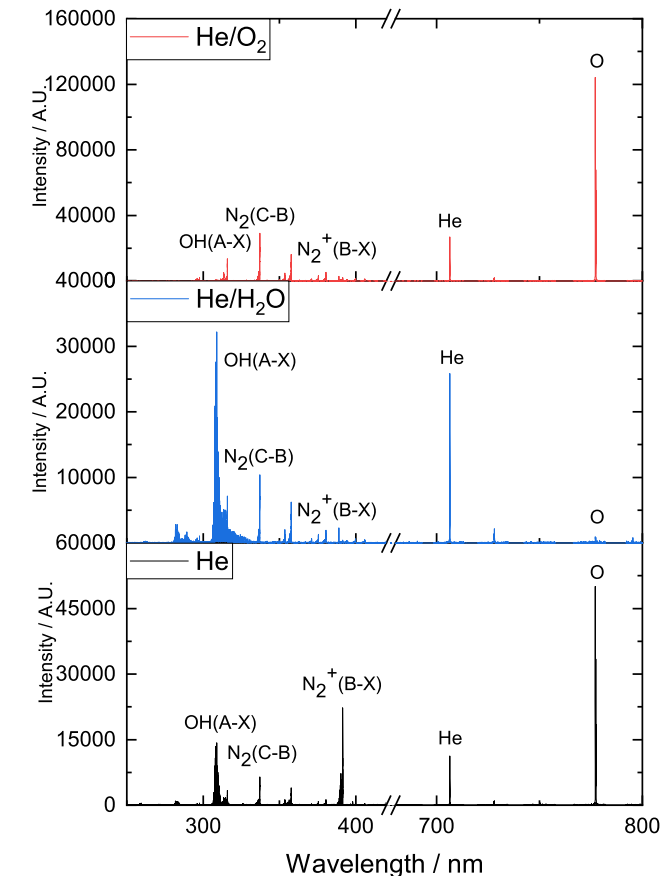 160000
He/O2
120000
80000
40000
Intensity / A.U.
OH(A-X)
N2(C-B)
N2+(B-X)
He
O
40000
He/H2O
30000
20000
10000
Intensity / A.U.
OH(A-X)
N2(C-B)
N2+(B-X)
He
O
60000
He
45000
30000
15000
0
Intensity / A.U.
OH(A-X)
N2(C-B)
N2+(B-X)
He
O
300
400
700
800
Wavelength / nm